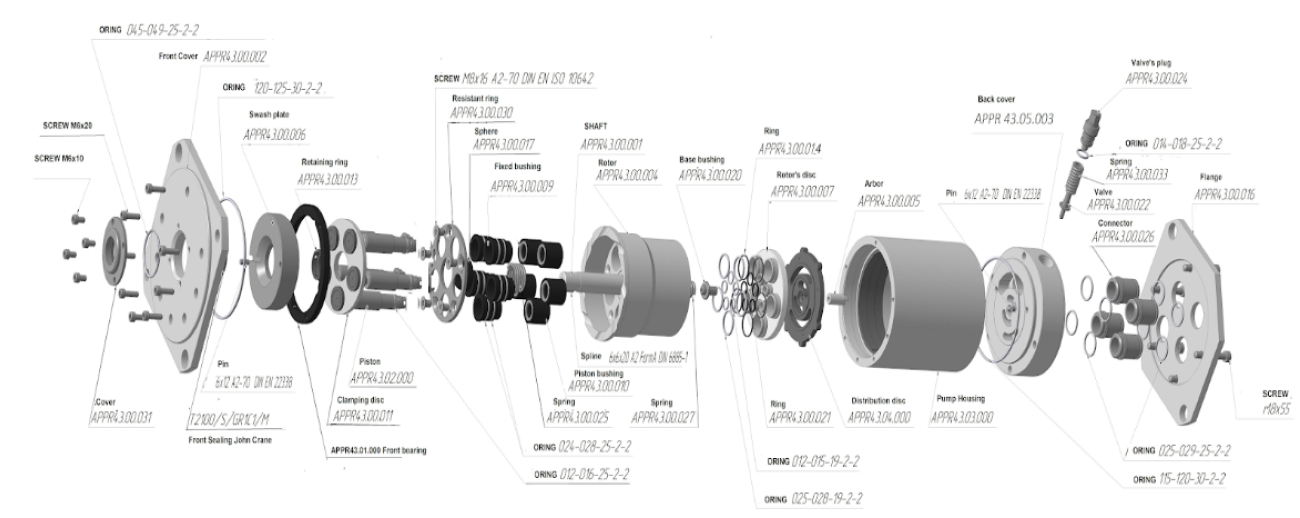 ORING 045-049-25-2-2
Front Cover APPR43.00.002
ORING 120-125-30-2-2
Swash plate
APPR43.00.006
SCREW M6x20
SCREW M6x10
Retaining ring
APPR43.00.013
SCREW M8x16 A2-70 DIN EN ISO 10642
Resistant ring
APPR43.00.030
Sphere
APPR43.00.017
Fixed bushing
APPR43.00.009
SHAFT
APPR43.00.001
Rotor
APPR43.00.004
Base bushing
APPR43.00.020
Ring
APPR43.00.014
Rotor's disc
APPR43.00.007
Arbor
APPR43.00.005
Pin 6x12 A2-70 DIN EN 22338
Back cover
APPR 43.05.003
Valve's plug
APPR43.00.024
ORING 014-018-25-2-2
Spring
APPR43.00.033
Valve
APPR43.00.022
Connector
APPR43.00.026
Flange
APPR43.00.016
Cover
APPR43.00.031
Pin
6x12 A2-70 DIN EN 22338
T2100/S/GR1C1/M
Front Sealing John Crane
APPR43.01.000 Front bearing
Piston
APPR43.02.000
Clamping disc
APPR43.00.011
Spline 6x6x20 A2 FormA DIN 6885-1
Piston bushing
APPR43.00.010
Spring
APPR43.00.025
Spring
APPR43.00.027
ORING 024-028-25-2-2
ORING 012-016-25-2-2
Ring
APPR43.00.021
Distribution disc
APPR43.04.000
Pump Housing
APPR43.03.000
ORING 012-015-19-2-2
ORING 025-028-19-2-2
SCREW
M8x55
ORING 025-029-25-2-2
ORING 115-120-30-2-2